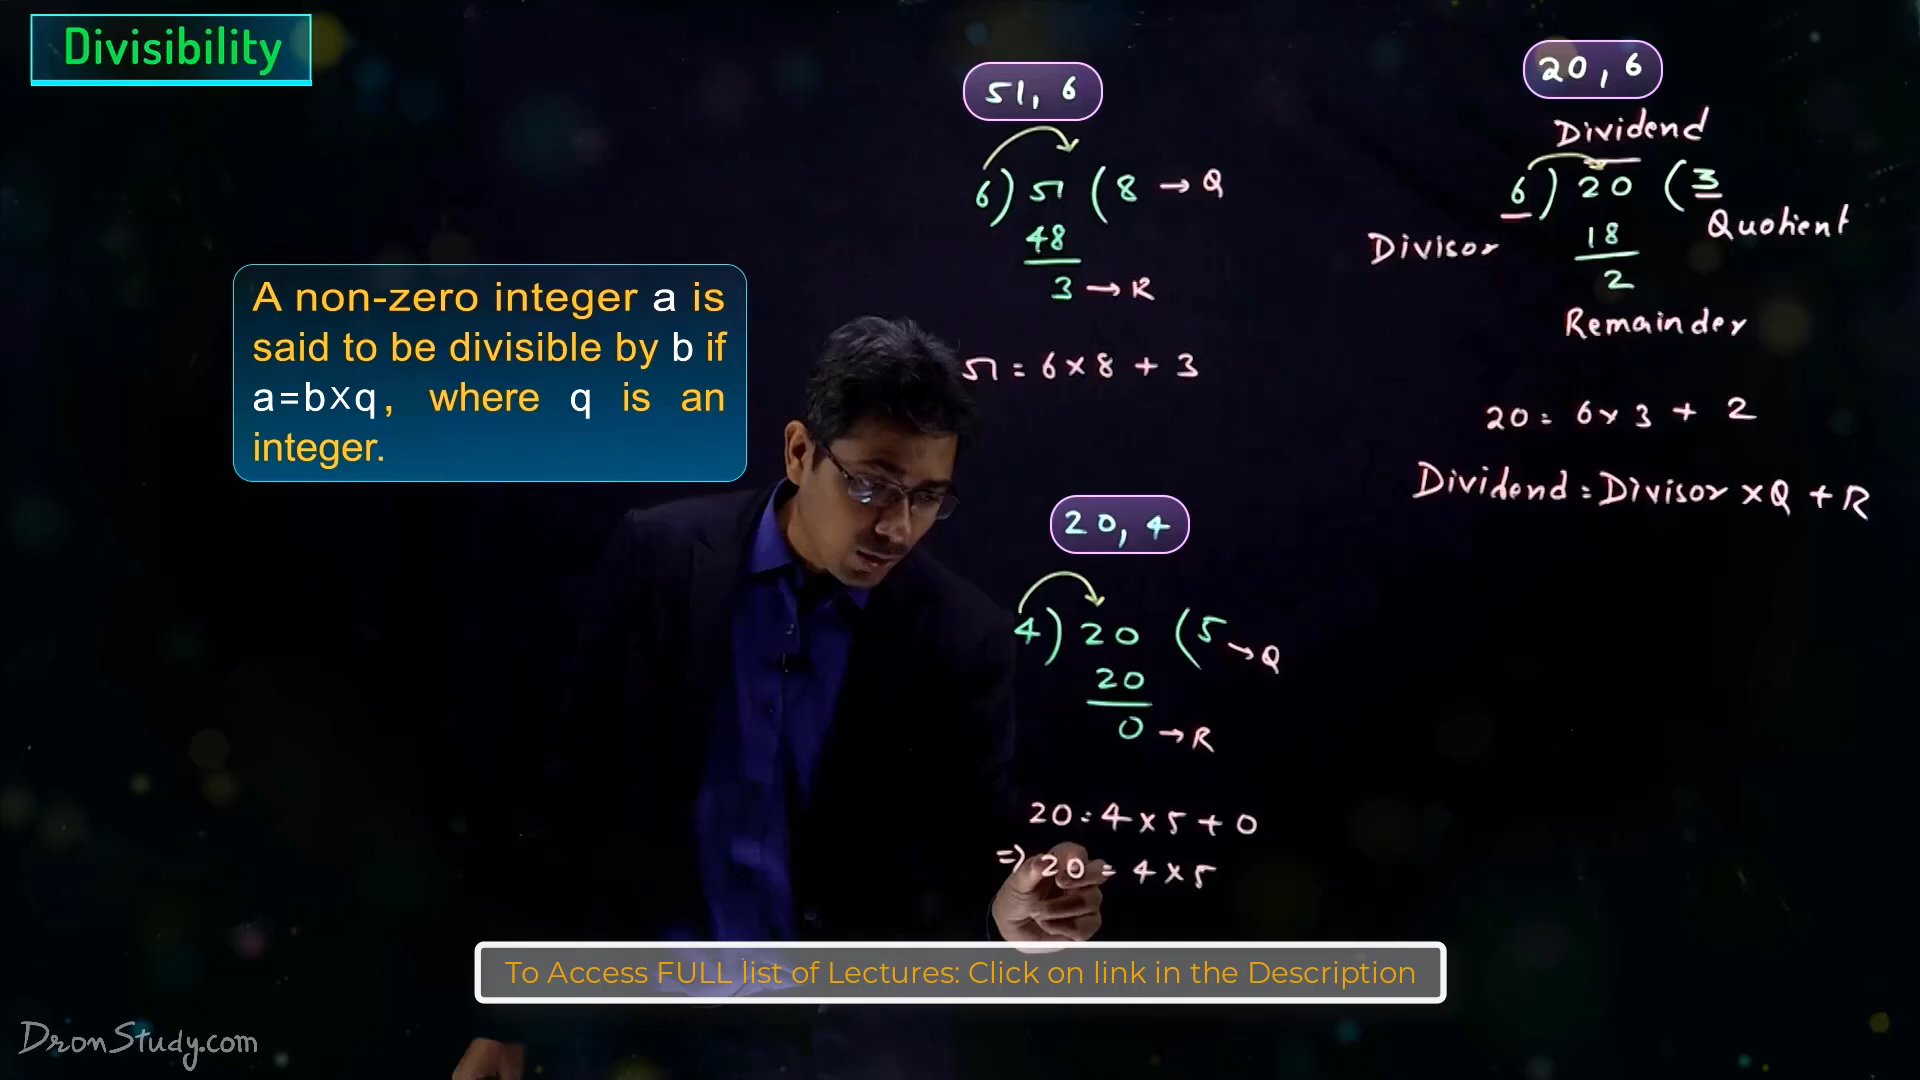 Divisibility
A non-zero integer a is
said to be divisible by b if
a=b×q, where q is an
integer.
51, 6
6) 51 (8 → Q
48
3 → R
51 = 6 × 8 + 3
20, 6
Dividend
6) 20 (3
Quotient
Divisor
18
2
Remainder
20 = 6 × 3 + 2
Dividend = Divisor × Q + R
20, 4
4) 20 (5 → Q
20
0 → R
20 = 4 × 5 + 0
⇒ 20 = 4 × 5
To Access FULL list of Lectures: Click on link in the Description
DronStudy.com